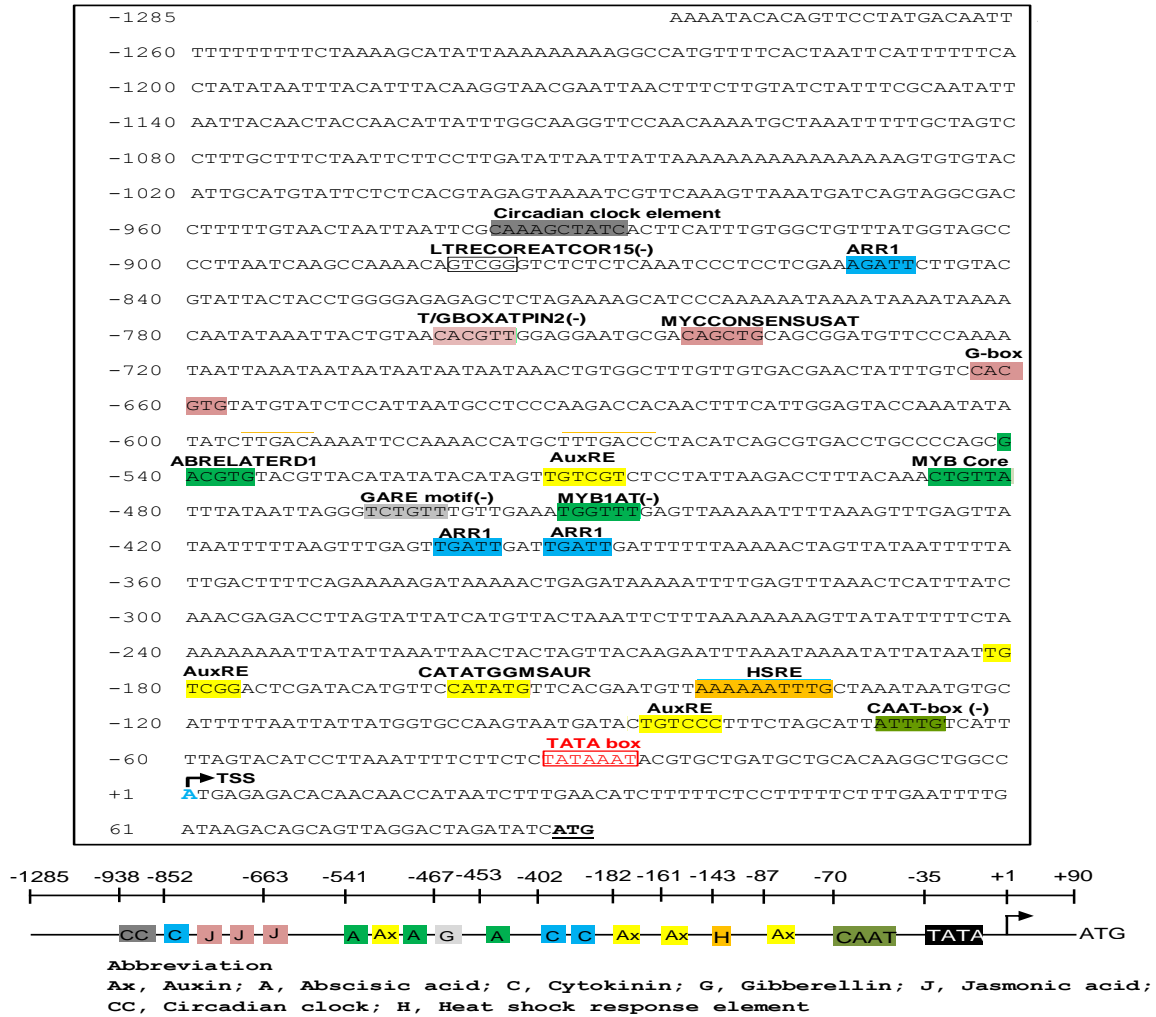 −1285 AAAATACACAGTTCCTATGACAATT
−1260 TTTTTTTTTCTAAAAGCATATTAAAAAAAAAGGCCATGTTTTCACTAATTCATTTTTTCA
−1200 CTATATAATTTACATTTACAAGGTAACGAATTAACTTTCTTGTATCTATTTCGCAATATT
−1140 AATTACAACTACCAACATTATTTGGCAAGGTTCCAACAAAATGCTAAATTTTTGCTAGTC
−1080 CTTTGCTTTCTAATTCTTCCTTGATATTAATTATTAAAAAAAAAAAAAAAAAAGTGTGTAC
−1020 ATTGCATGTATTCTCTCACGTAGAGTAAAATCGTTCAAAGTTAAATGATCAGTAGGCGAC
Circadian clock element
−960 CTTTTTGTAACTAATTAATTCGCAAAGCTATCACTTCATTTGTGGCTGTTTATGGTAGCC
LTRECOREATCOR15(-) ARR1
−900 CCTTAATCAAGCCAAAACAGTCGGGTCTCTCTCAAATCCCTCCTCGAAAGATTCTTGTAC
−840 GTATTACTACCTGGGGAGAGAGCTCTAGAAAAGCATCCCAAAAAATAAAATAAAATAAAA
T/GBOXATPIN2(-) MYCCONSENSUSAT
−780 CAATATAAATTACTGTAACACGTTGGAGGAATGCGACAGCTGCAGCGGATGTTCCCAAAA
G-box
−720 TAATTAAATAATAATAATAATAATAAACTGTGGCTTTGTTGTGACGAACTATTTGTCCAC
−660 GTGTATGTATCTCCATTAATGCCTCCCAAGACCACAACTTTCATTGGAGTACCAAATATA
−600 TATCTTGACAAAATTCCAAAACCATGCTTTGACCCTACATCAGCGTGACCTGCCCCAGCG
ABRELATERD1 AuxRE MYB Core
−540 ACGTGTACGTTACATATATACATAGTTGTCGTCTCCTATTAAGACCTTTACAAACTGTTA
GARE motif(-) MYB1AT(-)
−480 TTTATAATTAGGGTCTGTTTGTTGAAATGGTTTGAGTTAAAAATTTTAAAGTTTGAGTTA
ARR1 ARR1
−420 TAATTTTTAAGTTTGAGTTGATTGATTGATTGATTTTTTAAAAACTAGTTATAATTTTTA
−360 TTGACTTTTCAGAAAAAGATAAAAACTGAGATAAAAATTTTGAGTTTAAACTCATTTATC
−300 AAACGAGACCTTAGTATTATCATGTTACTAAATTCTTTAAAAAAAAGTTATATTTTTCTA
−240 AAAAAAAATTATATTAATTAACTACTAGTTACAAGAATTTAAATAAAATATTATAATTTG
AuxRE CATATGGMSAUR HSRE
−180 TCGGACTCGATACATGTTCCATATGTTCACGAATGTTAAAAAATTTGCTAAATAATGTGC
AuxRE CAAT-box (-)
−120 ATTTTTAATTATTATGGTGCCAAGTAATGATACTGTCCCTTTCTAGCATTATTTGTCATT
TATA box
−60 TTAGTACATCCTTAAATTTTCTTCTCTATAAATACGTGCTGATGCTGCACAAGGCTGGCC
TSS
+1 ATGAGAGACACAACAACCATAATCTTTGAACATCTTTTTCTCCTTTTTCTTTGAATTTTG
61 ATAAGACAGCAGTTAGGACTAGATATCATG
-1285 -938 -852 -663 -541 -467 -453 -402 -182 -161 -143 -87 -70 -35 +1 +90
CC C J J J A Ax A G A C C Ax Ax H Ax CAAT TATA ATG
Abbreviation
Ax, Auxin; A, Abscisic acid; C, Cytokinin; G, Gibberellin; J, Jasmonic acid;
CC, Circadian clock; H, Heat shock response element